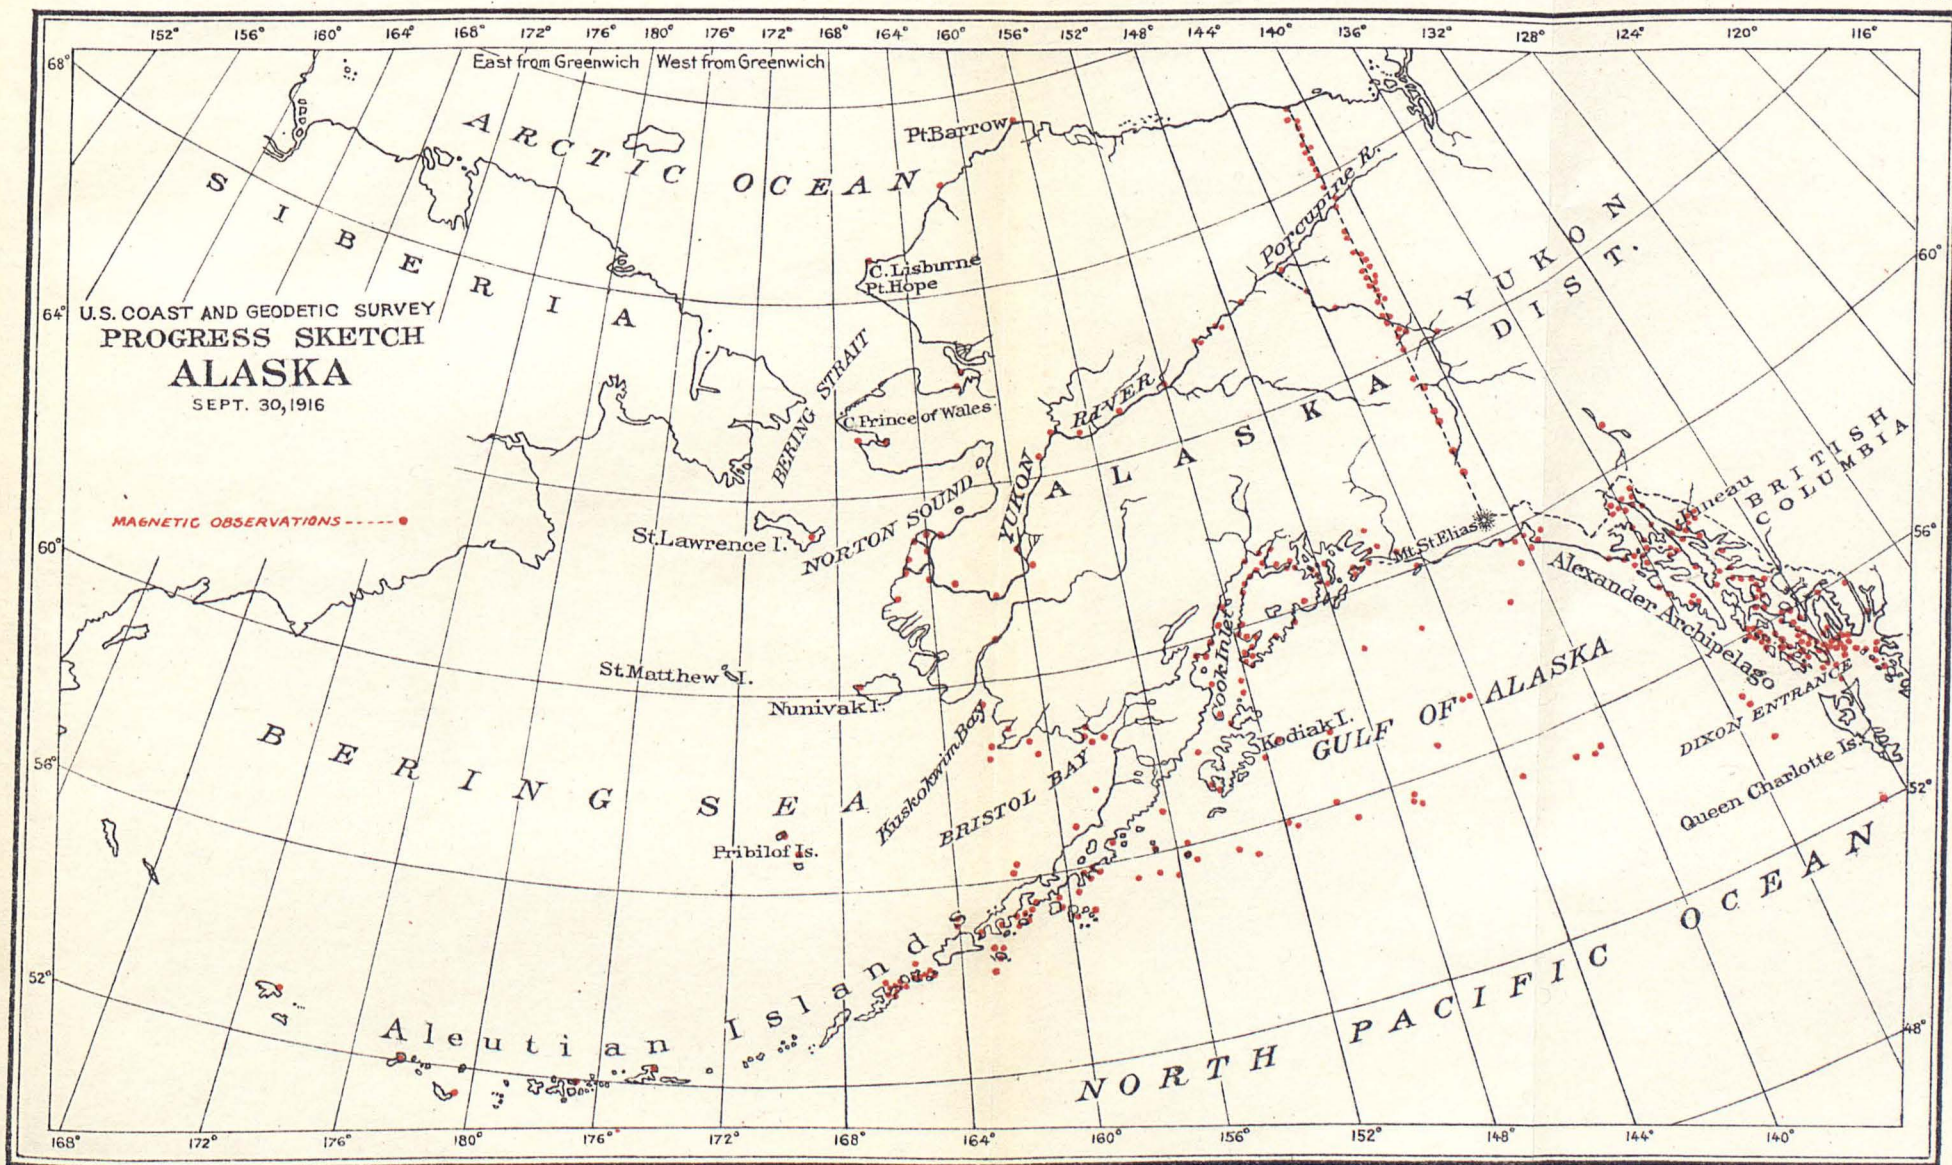 152° 156° 160° 164° 168° 172° 176° 180° 176° 172° 168° 164° 160° 156° 152° 148° 144° 140° 136° 132° 128° 124° 120° 116°
East from Greenwich West from Greenwich
68°
ARCTIC OCEAN
Pt.Barrow
SIBERIA
Porcupine R.
YUKON
DIST.
60°
C.Lisburne
Pt.Hope
64°
U.S. COAST AND GEODETIC SURVEY
PROGRESS SKETCH
ALASKA
SEPT. 30,1916
BERING STRAIT
C.Prince of Wales
YUKON RIVER
ALASKA
BRITISH
COLUMBIA
Juneau
MAGNETIC OBSERVATIONS
St.Lawrence I.
NORTON SOUND
Mt.St.Elias
56°
60°
Alexander Archipelago
St.Matthew I.
Nunivak I.
Cook Inlet
Kuskokwim Bay
Kodiak I.
GULF OF ALASKA
DIXON ENTRANCE
Queen Charlotte Is.
BERING SEA
BRISTOL BAY
56°
52°
Pribilof Is.
52°
Aleutian Islands
NORTH PACIFIC OCEAN
48°
168° 172° 176° 180° 176° 172° 168° 164° 160° 156° 152° 148° 144° 140°